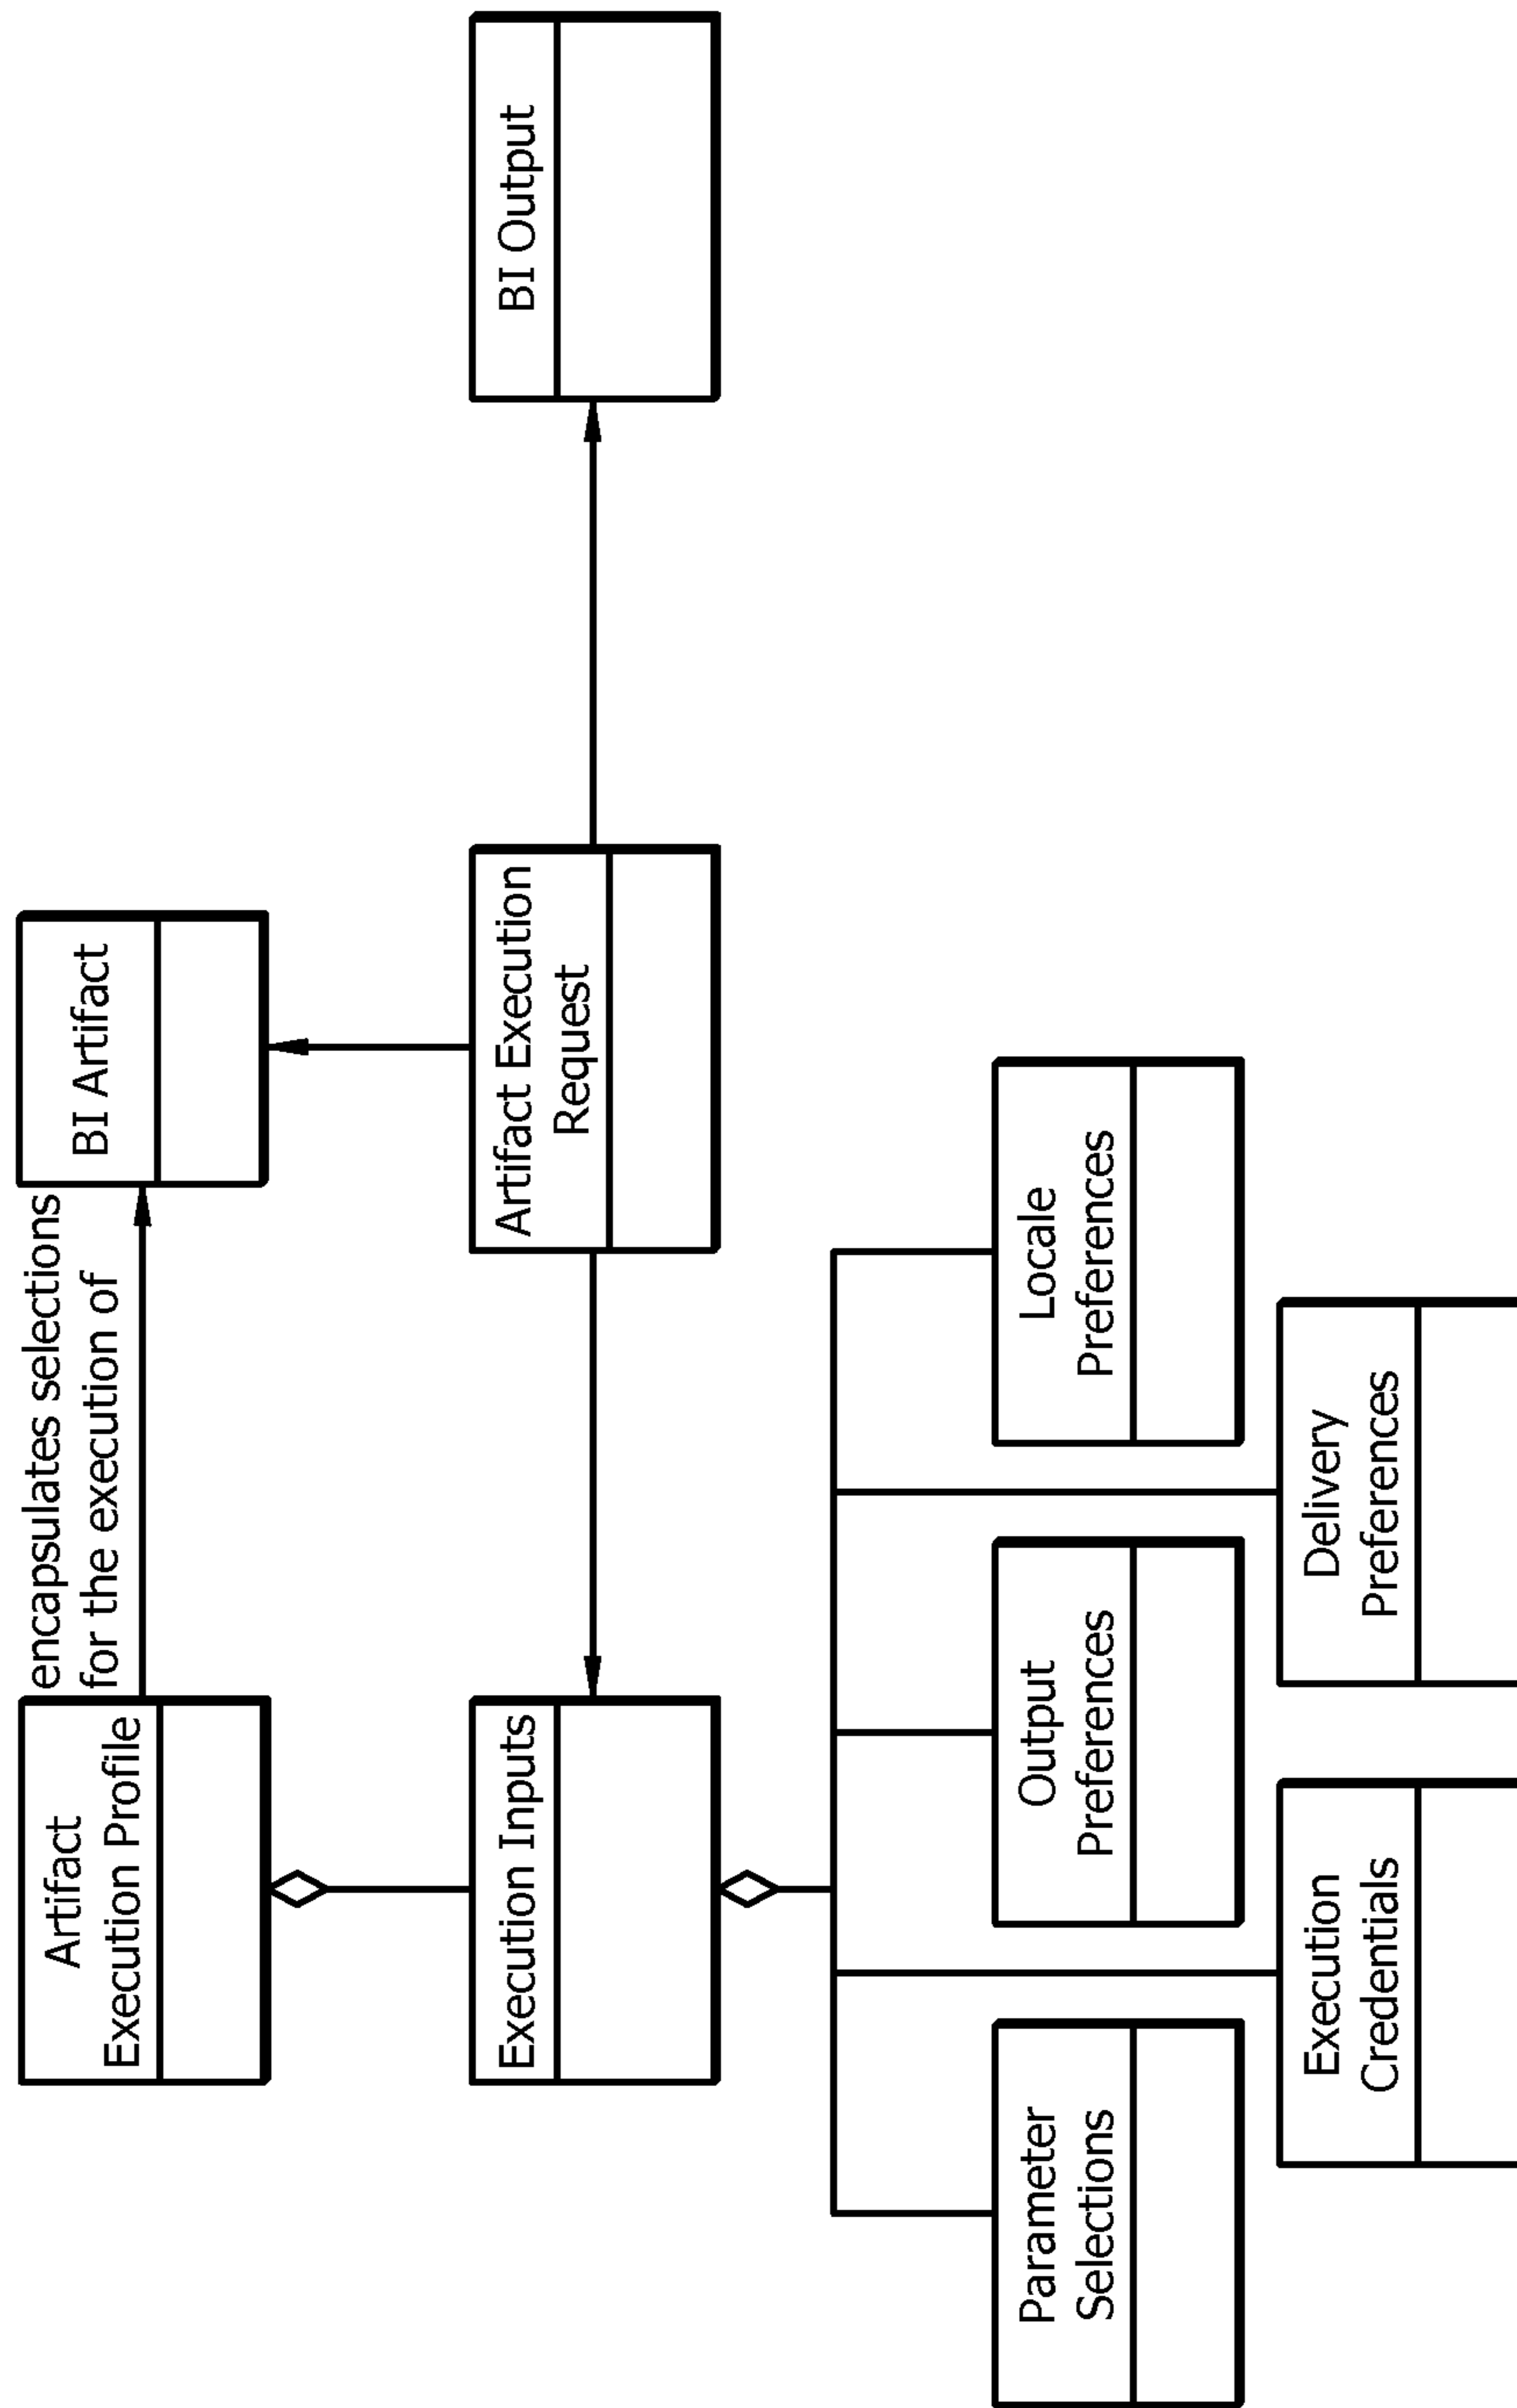 Artifact
Execution Profile
encapsulates selections
for the execution of
BI Artifact
Execution Inputs
Artifact Execution
Request
BI Output
Parameter
Selections
Output
Preferences
Locale
Preferences
Execution
Credentials
Delivery
Preferences